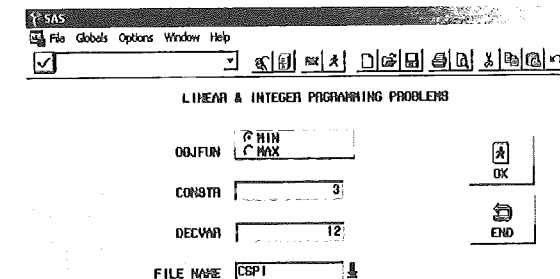 SAS
File Globals Options Window Help
LINEAR & INTEGER PROGRAMMING PROBLEMS
OBJFUN
MIN
MAX
CONSTR 3
DECVAR 12
FILE NAME CSP1
OK
END